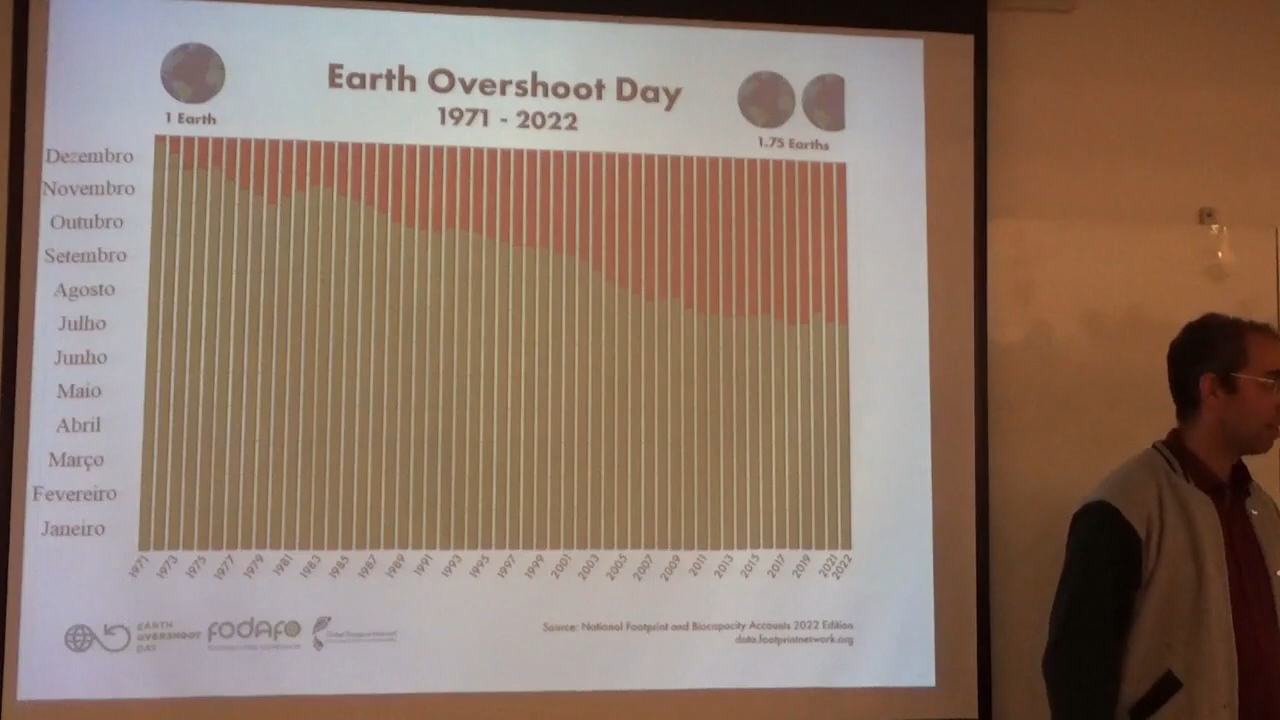 Earth Overshoot Day
1971 - 2022
1 Earth
1.75 Earths
Dezembro
Novembro
Outubro
Setembro
Agosto
Julho
Junho
Maio
Abril
Março
Fevereiro
Janeiro
1971 1973 1975 1977 1979 1981 1983 1985 1987 1989 1991 1993 1995 1997 1999 2001 2003 2005 2007 2009 2011 2013 2015 2017 2019 2021 2022
EARTH
OVERSHOOT
DAY
FODAFO
Source: National Footprint and Biocapacity Accounts 2022 Edition
data.footprintnetwork.org